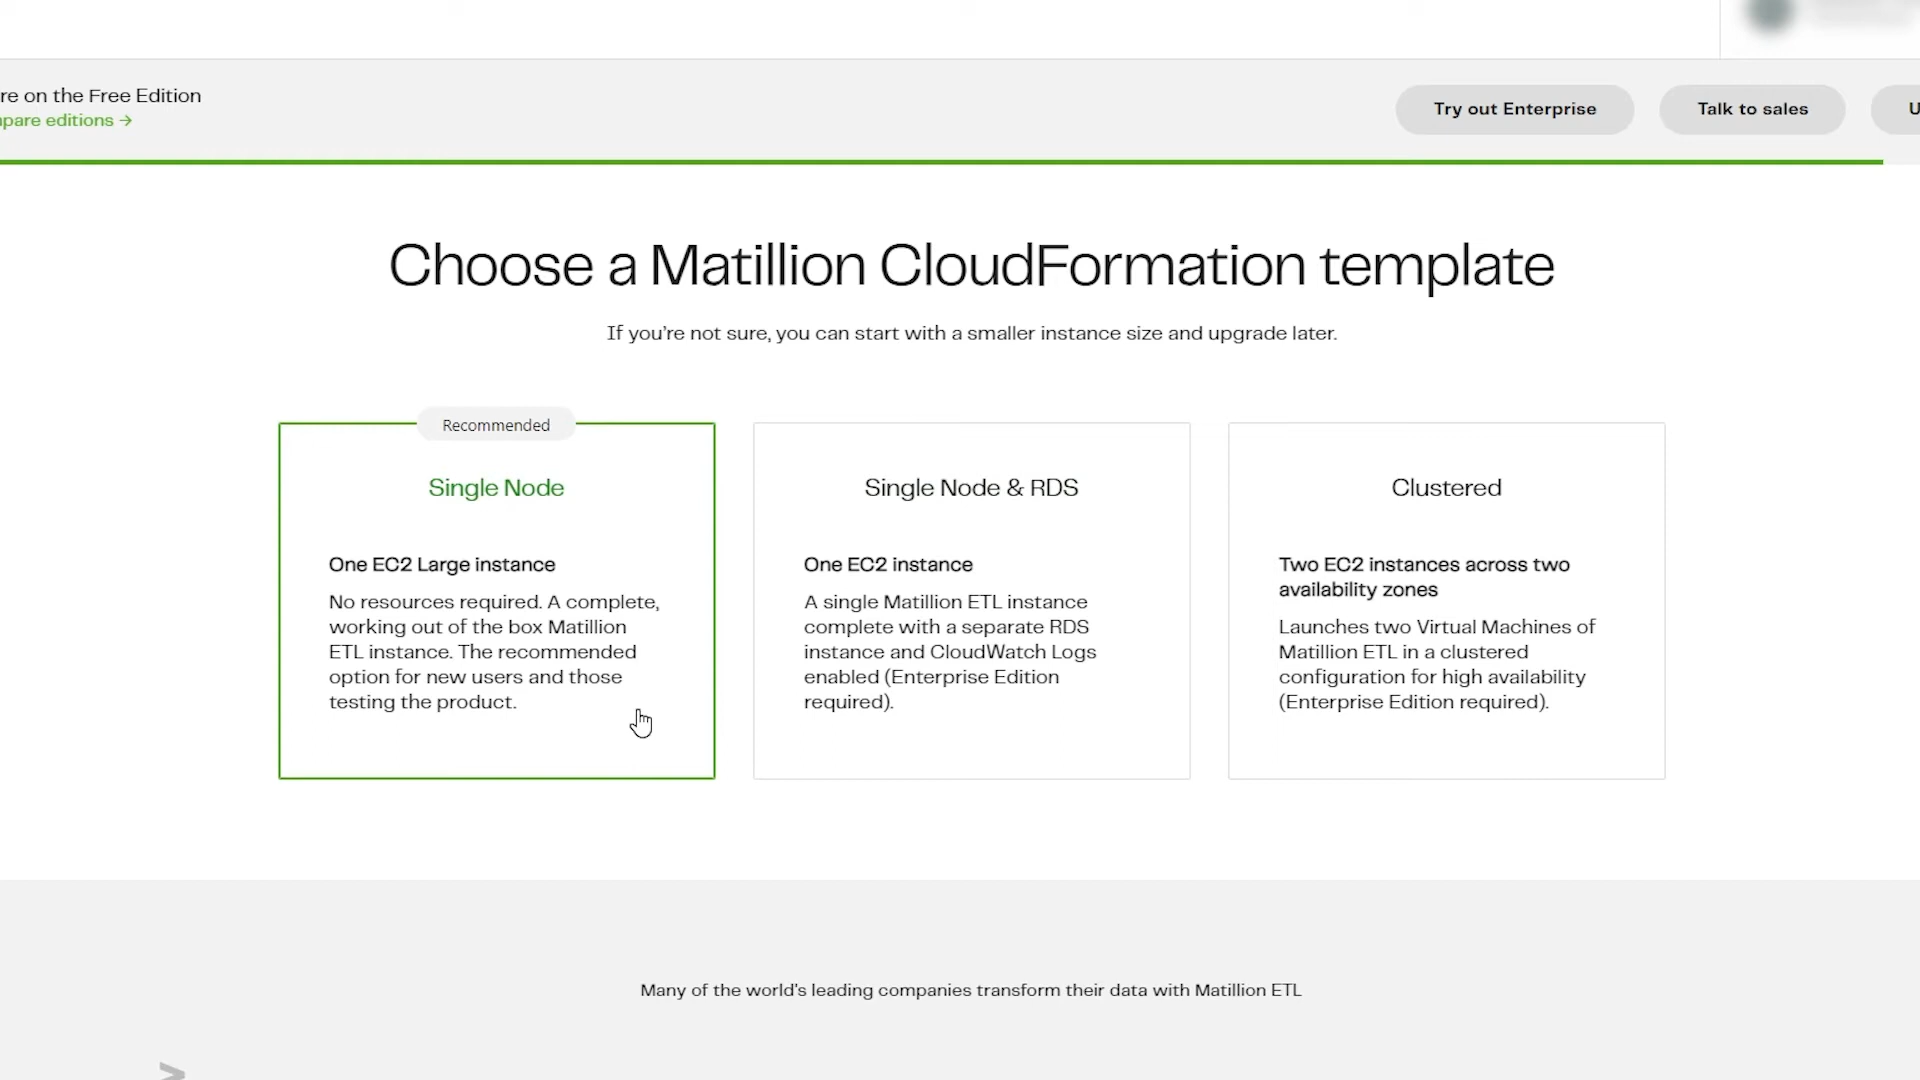 re on the Free Edition
pare editions →
Try out Enterprise
Talk to sales
U
Choose a Matillion CloudFormation template
If you're not sure, you can start with a smaller instance size and upgrade later.
Recommended
Single Node
One EC2 Large instance
No resources required. A complete,
working out of the box Matillion
ETL instance. The recommended
option for new users and those
testing the product.
Single Node & RDS
One EC2 instance
A single Matillion ETL instance
complete with a separate RDS
instance and CloudWatch Logs
enabled (Enterprise Edition
required).
Clustered
Two EC2 instances across two
availability zones
Launches two Virtual Machines of
Matillion ETL in a clustered
configuration for high availability
(Enterprise Edition required).
Many of the world's leading companies transform their data with Matillion ETL